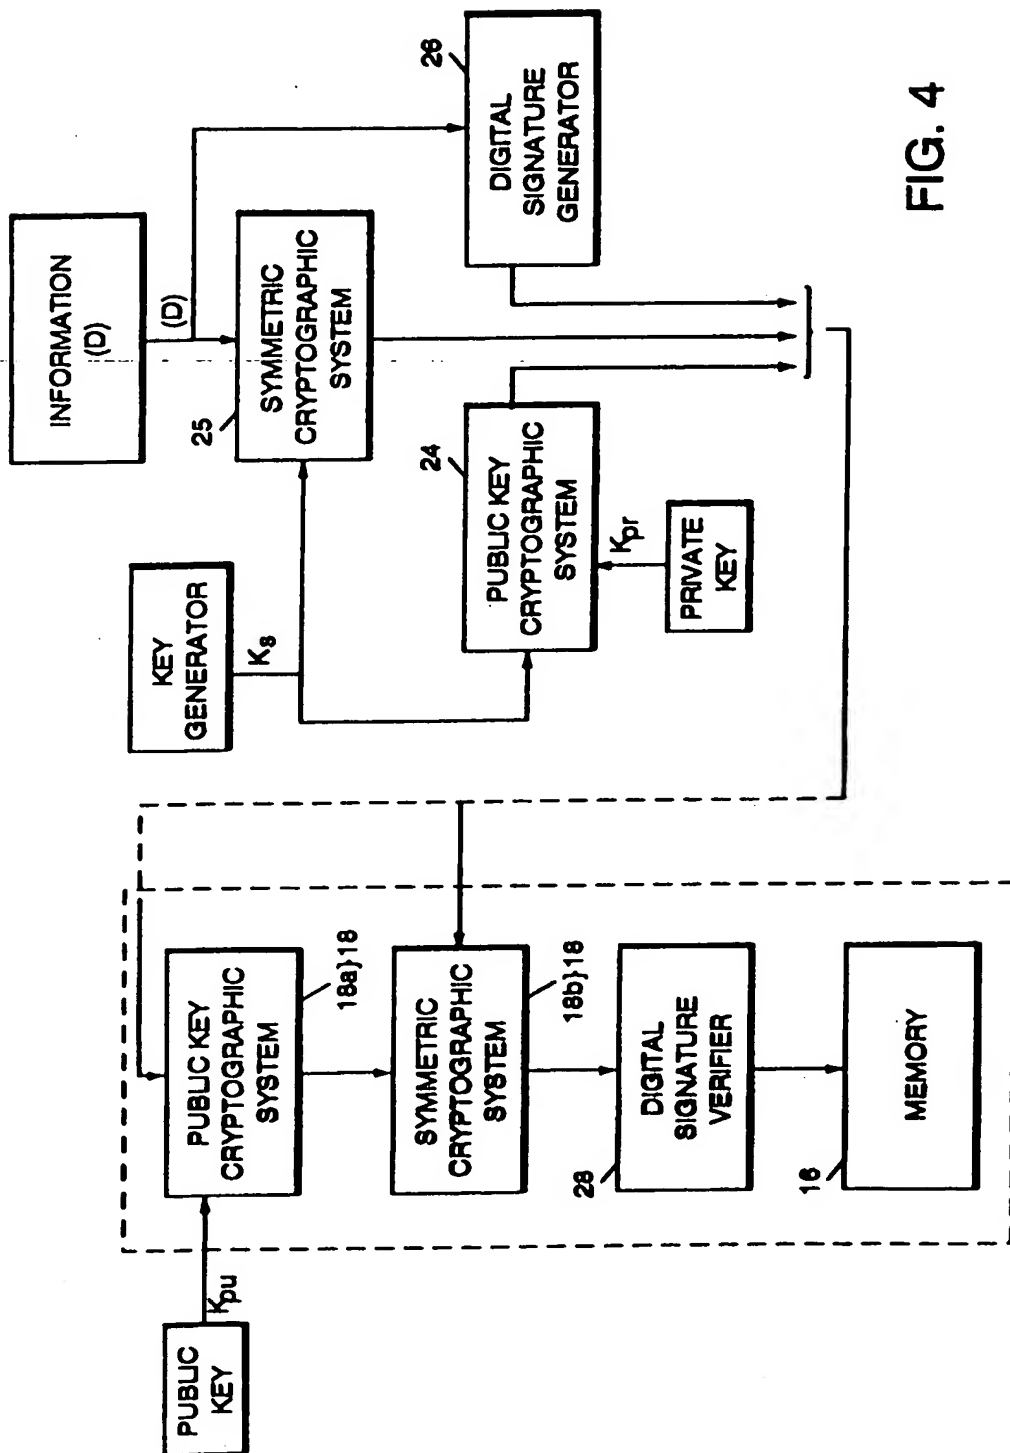 INFORMATION
(D)
(D)
KEY
GENERATOR
Ks
25
SYMMETRIC
CRYPTOGRAPHIC
SYSTEM
26
DIGITAL
SIGNATURE
GENERATOR
24
PUBLIC KEY
CRYPTOGRAPHIC
SYSTEM
Kpr
PRIVATE
KEY
PUBLIC
KEY
Kpu
PUBLIC KEY
CRYPTOGRAPHIC
SYSTEM
18a}18
SYMMETRIC
CRYPTOGRAPHIC
SYSTEM
18b}18
28
DIGITAL
SIGNATURE
VERIFIER
16
MEMORY
FIG. 4